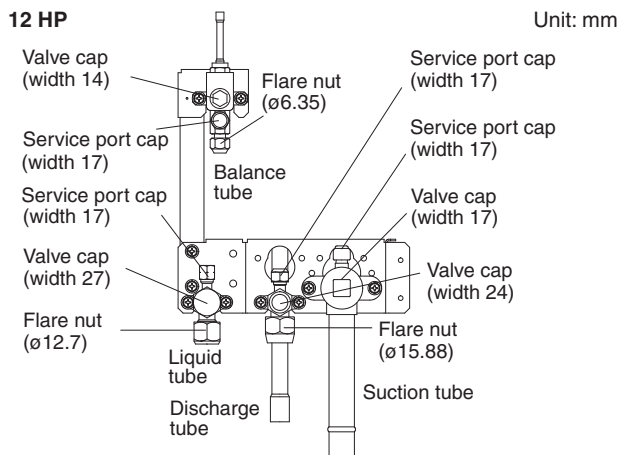 12 HP
Unit: mm
Valve cap
(width 14)
Flare nut
(ø6.35)
Service port cap
(width 17)
Service port cap
(width 17)
Service port cap
(width 17)
Balance
tube
Service port cap
(width 17)
Valve cap
(width 17)
Valve cap
(width 27)
Valve cap
(width 24)
Flare nut
(ø12.7)
Flare nut
(ø15.88)
Liquid
tube
Suction tube
Discharge
tube